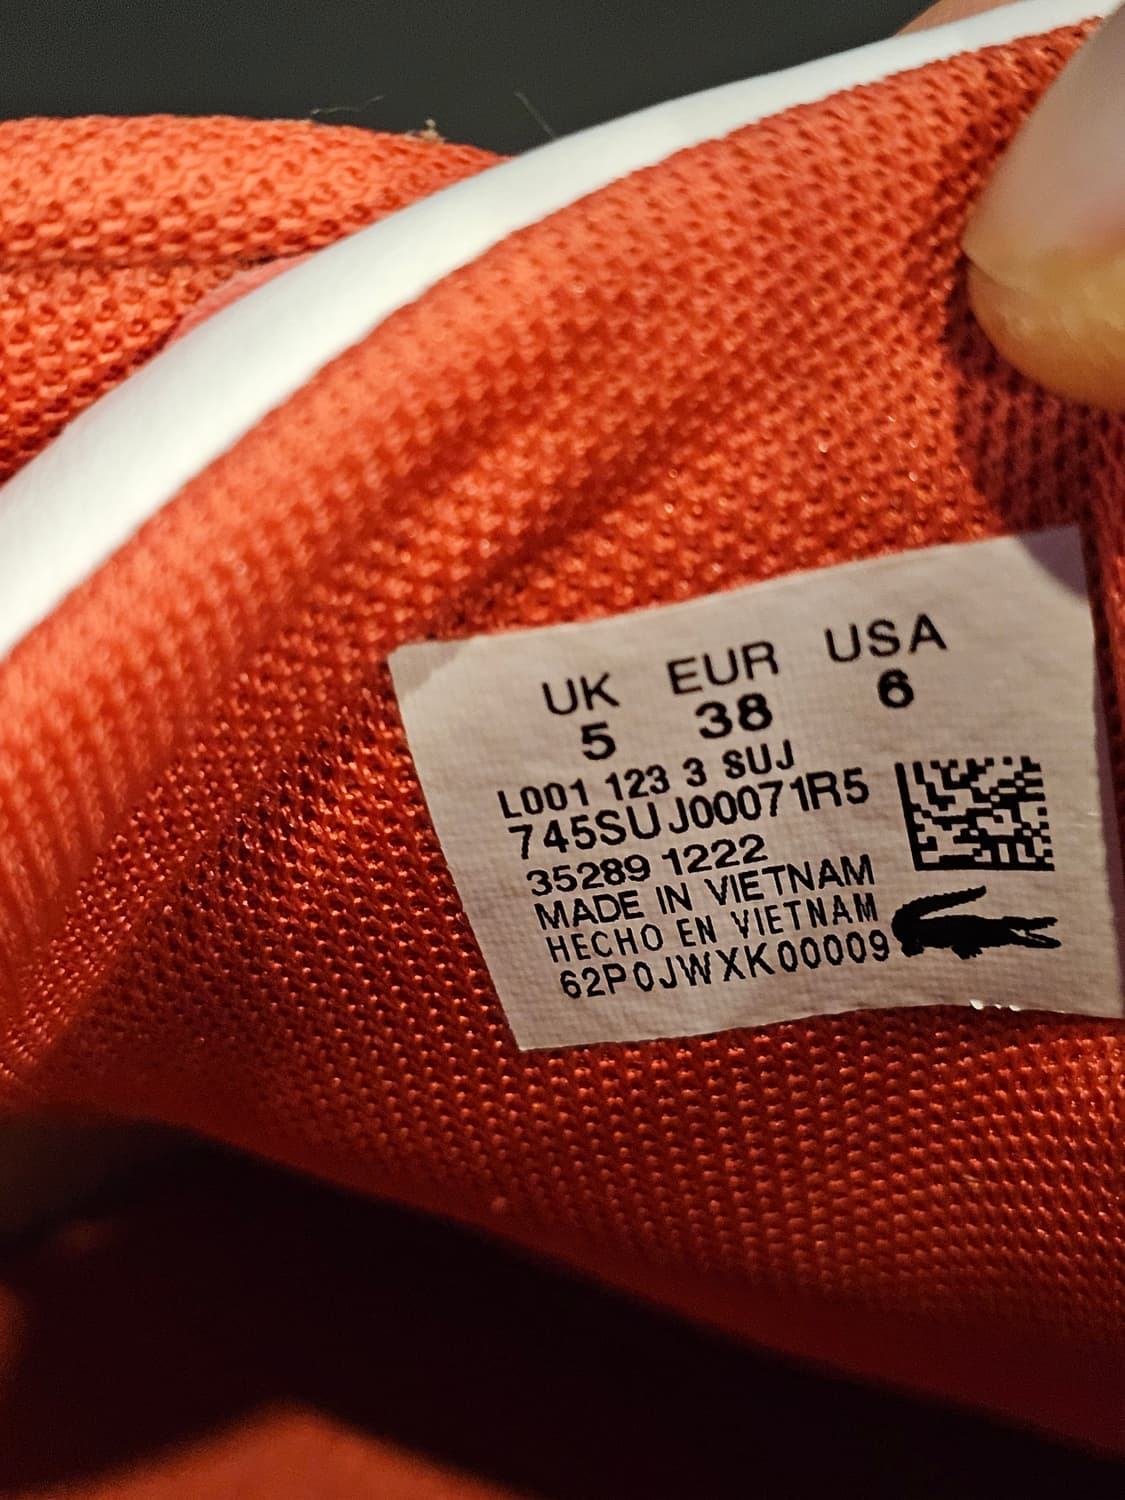 UK EUR USA
5 38 6
L001 123 3 SUJ
745SUJ00071R5
35289 1222
MADE IN VIETNAM
HECHO EN VIETNAM
62P0JWXK00009